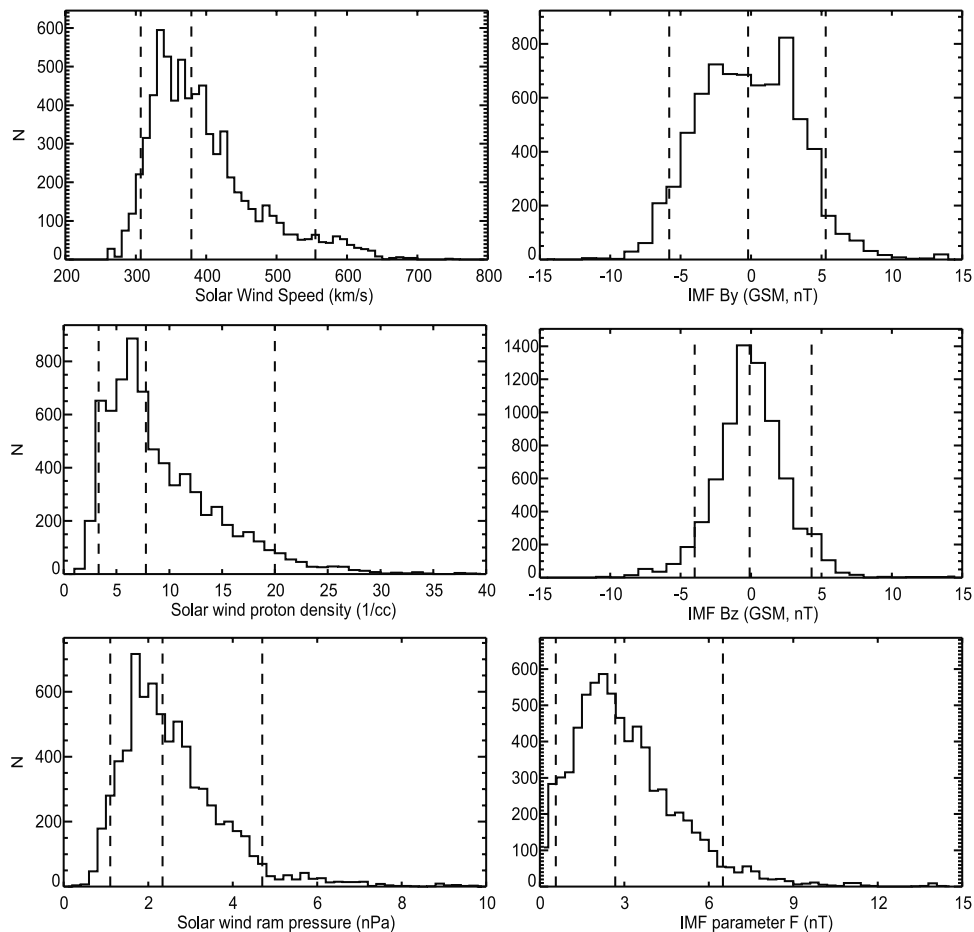 N
600
500
400
300
200
100
0
200 300 400 500 600 700 800
Solar Wind Speed (km/s)
800
600
400
200
0
-15 -10 -5 0 5 10 15
IMF By (GSM, nT)
N
800
600
400
200
0
0 5 10 15 20 25 30 35 40
Solar wind proton density (1/cc)
1400
1200
1000
800
600
400
200
0
-15 -10 -5 0 5 10 15
IMF Bz (GSM, nT)
N
600
400
200
0
0 2 4 6 8 10
Solar wind ram pressure (nPa)
600
500
400
300
200
100
0
0 3 6 9 12 15
IMF parameter F (nT)